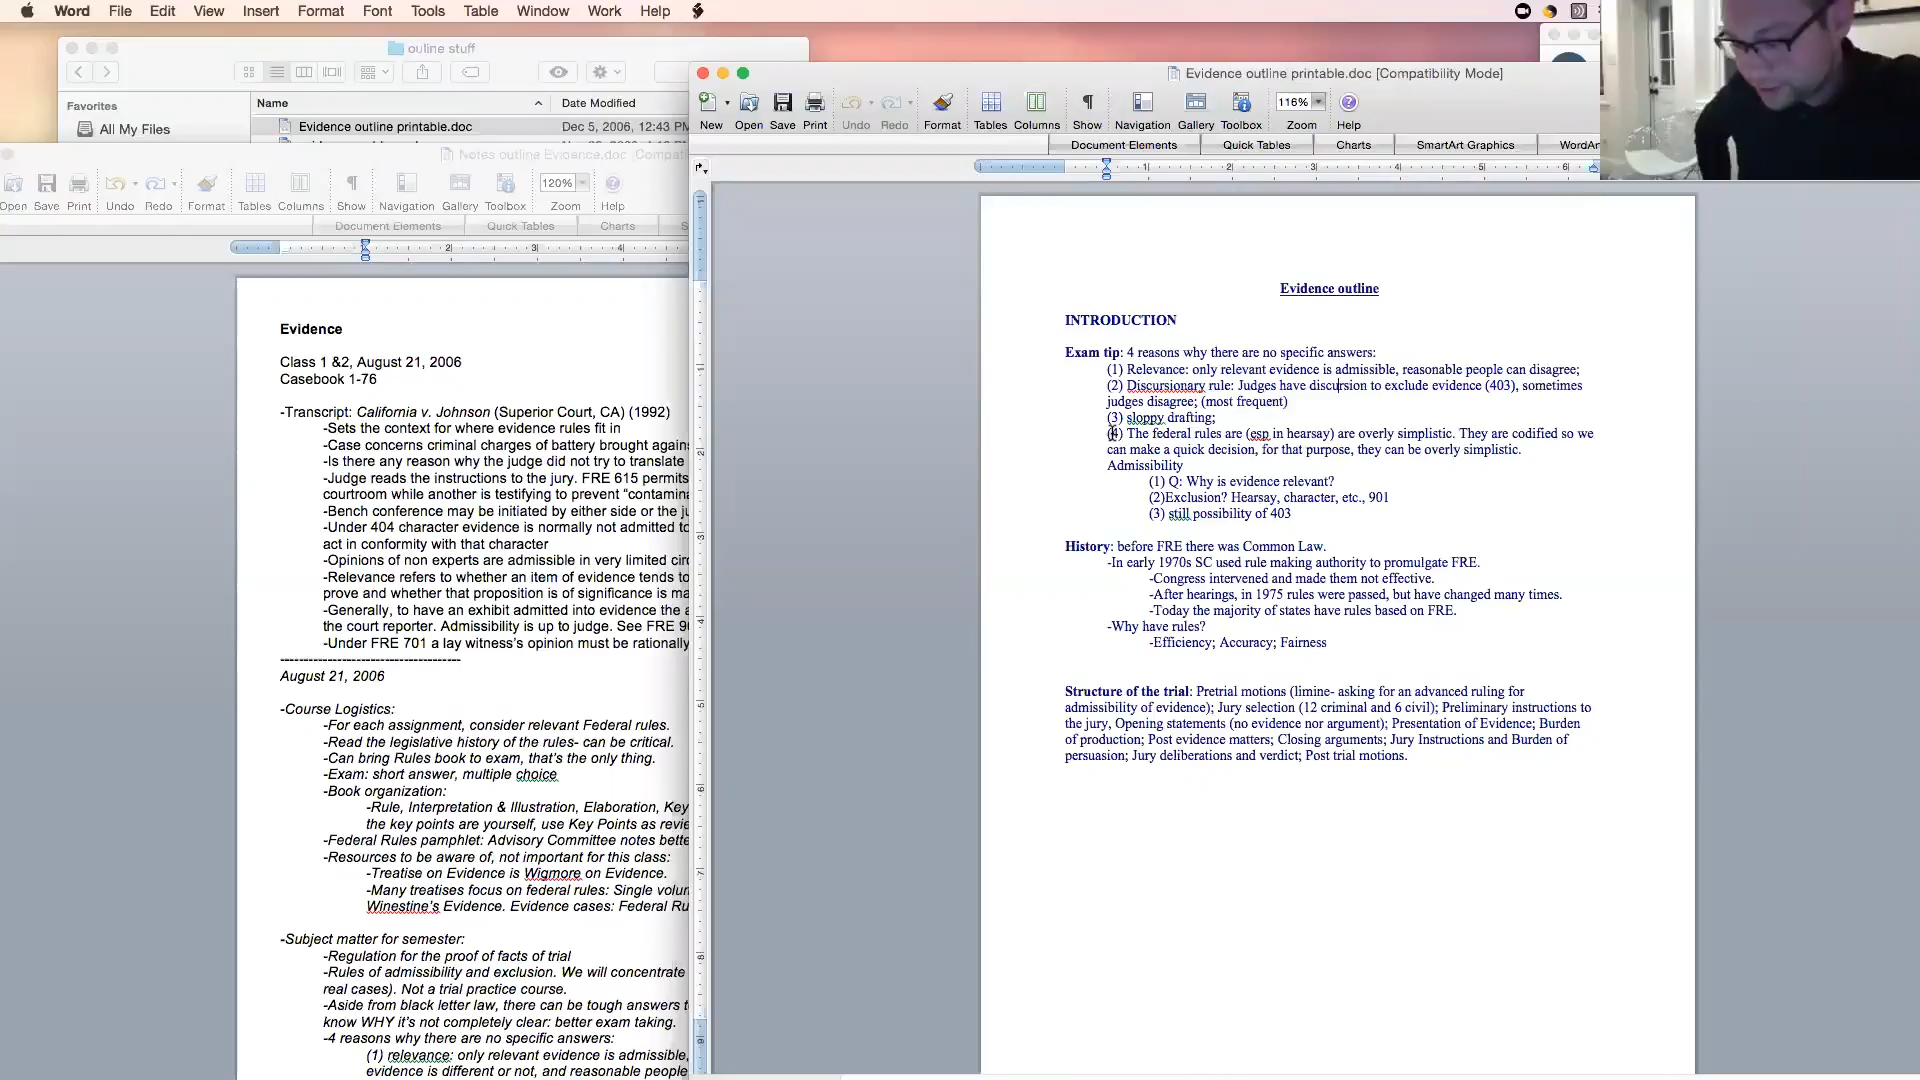 Word File Edit View Insert Format Font Tools Table Window Work Help
ouline stuff
Favorites
All My Files
Name Date Modified
Evidence outline printable.doc Dec 5, 2006, 12:43 PM
Notes outline Evidence.doc [Compat
Open Save Print Undo Redo Format Tables Columns Show Navigation Gallery Toolbox 120% Zoom Help
Document Elements Quick Tables Charts S
Evidence
Class 1 &2, August 21, 2006
Casebook 1-76
-Transcript: California v. Johnson (Superior Court, CA) (1992)
-Sets the context for where evidence rules fit in
-Case concerns criminal charges of battery brought agains
-Is there any reason why the judge did not try to translate
-Judge reads the instructions to the jury. FRE 615 permits
courtroom while another is testifying to prevent “contamina
-Bench conference may be initiated by either side or the ju
-Under 404 character evidence is normally not admitted to
act in conformity with that character
-Opinions of non experts are admissible in very limited circ
-Relevance refers to whether an item of evidence tends to
prove and whether that proposition is of significance is ma
-Generally, to have an exhibit admitted into evidence the a
the court reporter. Admissibility is up to judge. See FRE 90
-Under FRE 701 a lay witness’s opinion must be rationally
---------------------------------------
August 21, 2006
-Course Logistics:
-For each assignment, consider relevant Federal rules.
-Read the legislative history of the rules- can be critical.
-Can bring Rules book to exam, that’s the only thing.
-Exam: short answer, multiple choice
-Book organization:
-Rule, Interpretation & Illustration, Elaboration, Key
the key points are yourself, use Key Points as revie
-Federal Rules pamphlet: Advisory Committee notes bette
-Resources to be aware of, not important for this class:
-Treatise on Evidence is Wigmore on Evidence.
-Many treatises focus on federal rules: Single volun
Winestine’s Evidence. Evidence cases: Federal Ru
-Subject matter for semester:
-Regulation for the proof of facts of trial
-Rules of admissibility and exclusion. We will concentrate
real cases). Not a trial practice course.
-Aside from black letter law, there can be tough answers t
know WHY it’s not completely clear: better exam taking.
-4 reasons why there are no specific answers:
(1) relevance: only relevant evidence is admissible,
evidence is different or not, and reasonable people
Evidence outline printable.doc [Compatibility Mode]
New Open Save Print Undo Redo Format Tables Columns Show Navigation Gallery Toolbox 116% Zoom Help
Document Elements Quick Tables Charts SmartArt Graphics WordAr
Evidence outline
INTRODUCTION
Exam tip: 4 reasons why there are no specific answers:
(1) Relevance: only relevant evidence is admissible, reasonable people can disagree;
(2) Discursionary rule: Judges have discursion to exclude evidence (403), sometimes
judges disagree; (most frequent)
(3) sloppy drafting;
(4) The federal rules are (esp in hearsay) are overly simplistic. They are codified so we
can make a quick decision, for that purpose, they can be overly simplistic.
Admissibility
(1) Q: Why is evidence relevant?
(2)Exclusion? Hearsay, character, etc., 901
(3) still possibility of 403
History: before FRE there was Common Law.
-In early 1970s SC used rule making authority to promulgate FRE.
-Congress intervened and made them not effective.
-After hearings, in 1975 rules were passed, but have changed many times.
-Today the majority of states have rules based on FRE.
-Why have rules?
-Efficiency; Accuracy; Fairness
Structure of the trial: Pretrial motions (limine- asking for an advanced ruling for
admissibility of evidence); Jury selection (12 criminal and 6 civil); Preliminary instructions to
the jury, Opening statements (no evidence nor argument); Presentation of Evidence; Burden
of production; Post evidence matters; Closing arguments; Jury Instructions and Burden of
persuasion; Jury deliberations and verdict; Post trial motions.